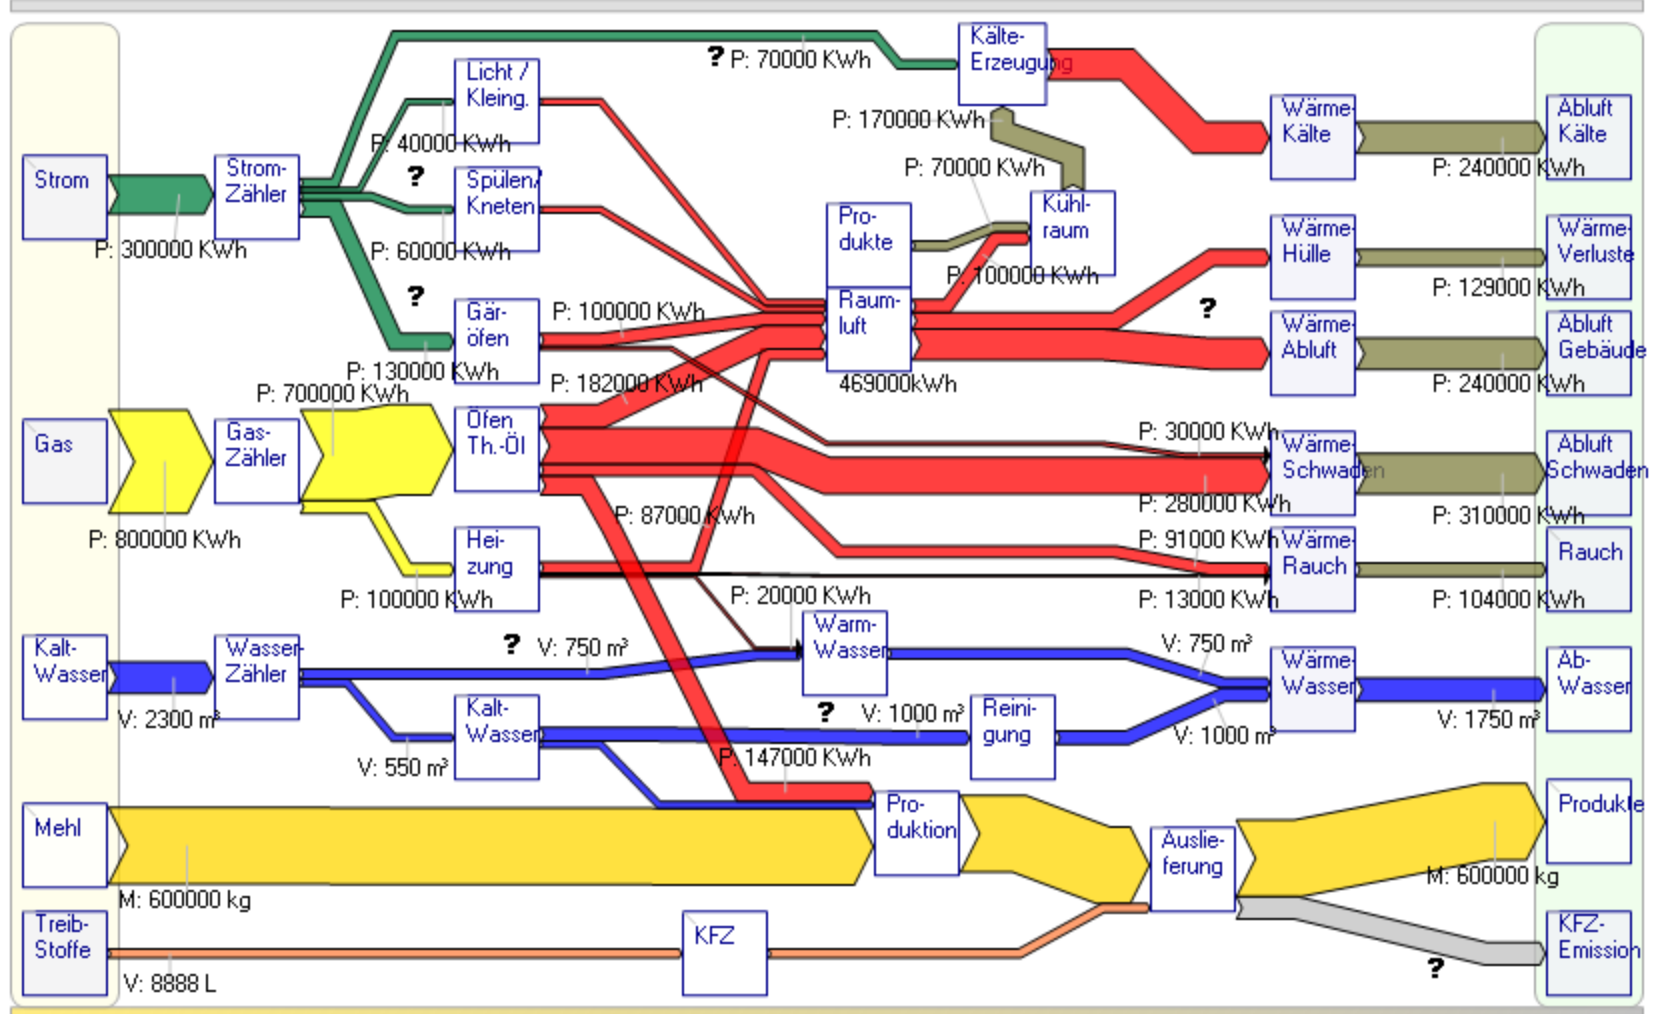 Kälte-
Erzeugung
? P: 70000 KWh
Licht /
Kleing.
P: 40000 KWh
P: 170000 KWh
Wärme-
Kälte
Abluft
Kälte
P: 240000 KWh
Strom
Strom-
Zähler
P: 300000 KWh
?
Spülen/
Kneten
P: 60000 KWh
P: 70000 KWh
Pro-
dukte
Kühl-
raum
P: 100000 KWh
Wärme-
Hülle
Wärme-
Verluste
P: 129000 KWh
?
Gär-
öfen
P: 100000 KWh
P: 130000 KWh
Raum-
luft
469000kWh
?
Wärme-
Abluft
Abluft
Gebäude
P: 240000 KWh
P: 700000 KWh
P: 182000 KWh
Gas
Gas-
Zähler
P: 800000 KWh
Öfen
Th.-Öl
P: 30000 KWh
Wärme-
Schwaden
P: 280000 KWh
Abluft
Schwaden
P: 310000 KWh
P: 87000 KWh
Hei-
zung
P: 100000 KWh
P: 91000 KWh
Wärme-
Rauch
P: 13000 KWh
Rauch
P: 104000 KWh
P: 20000 KWh
Kalt-
Wasser
V: 2300 m³
Wasser-
Zähler
? V: 750 m³
Warm-
Wasser
V: 750 m³
Wärme-
Wasser
Ab-
Wasser
V: 1750 m³
Kalt-
Wasser
V: 550 m³
? V: 1000 m³
Reini-
gung
V: 1000 m³
P: 147000 KWh
Mehl
M: 600000 kg
Pro-
duktion
Auslie-
ferung
Produkte
M: 600000 kg
Treib-
Stoffe
V: 8888 L
KFZ
?
KFZ-
Emission